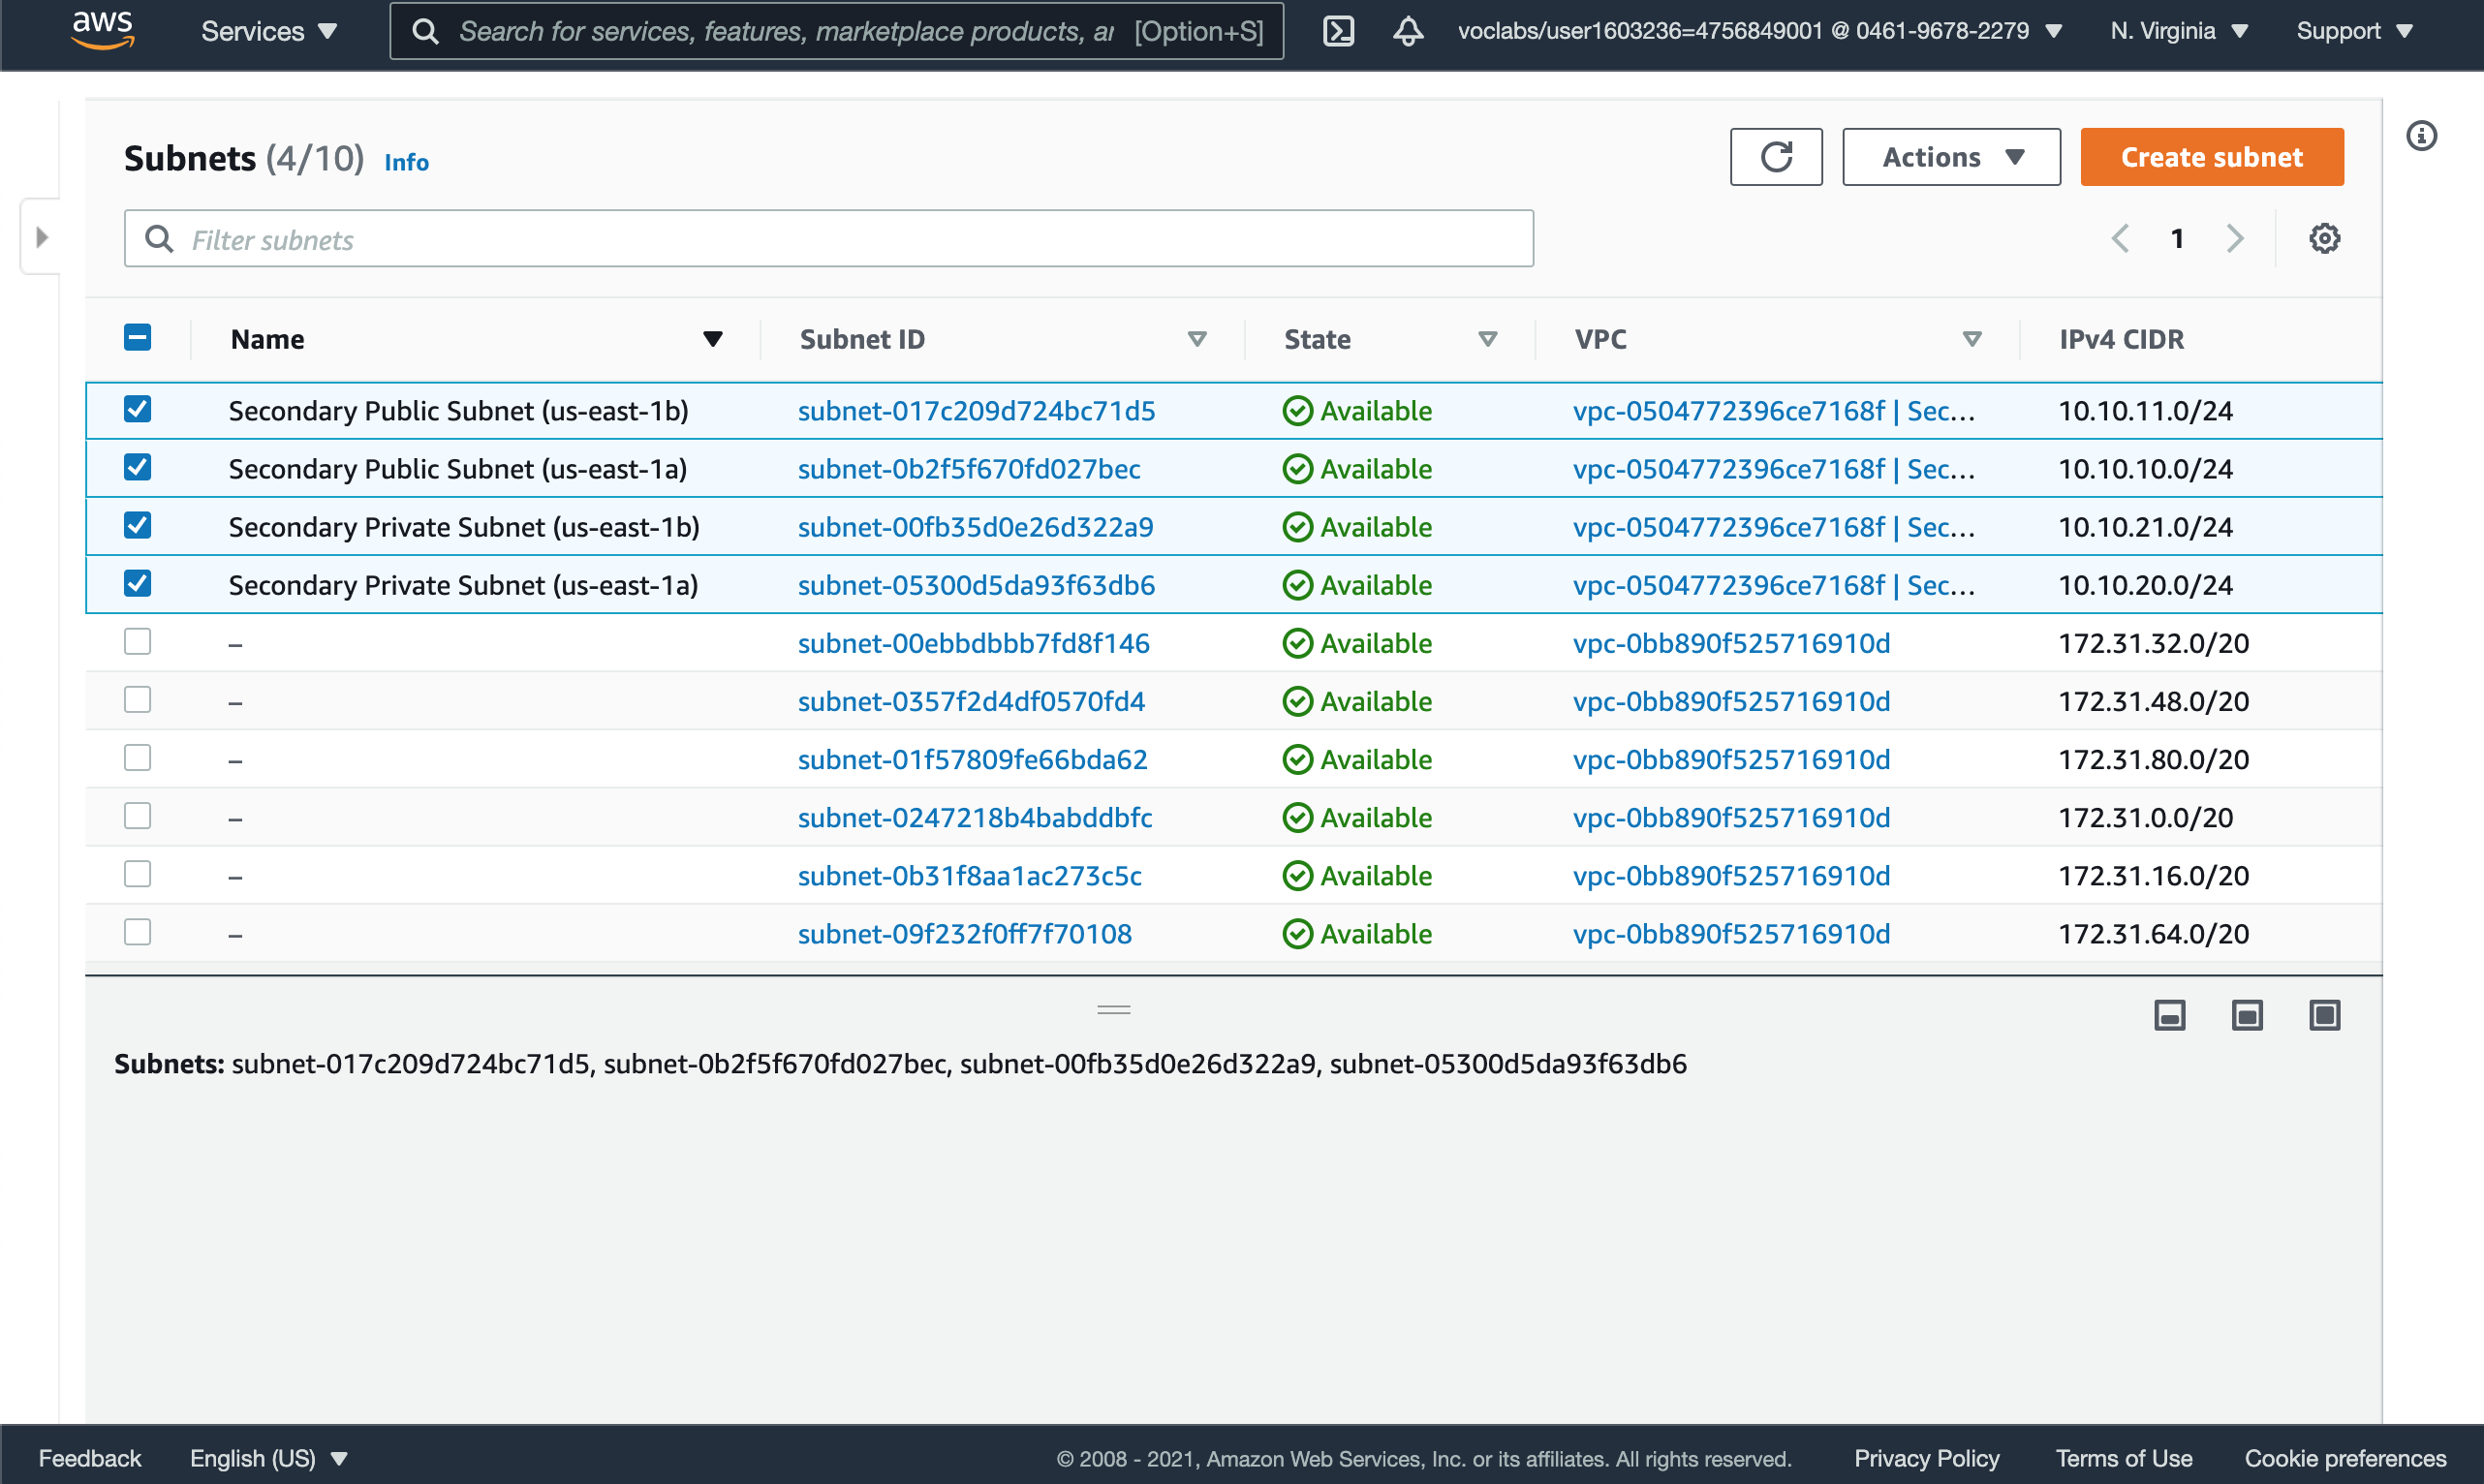 aws Services Search for services, features, marketplace products, ar [Option+S] voclabs/user1603236=4756849001 @ 0461-9678-2279 N. Virginia Support
Subnets (4/10) Info Actions Create subnet
Filter subnets 1
Name Subnet ID State VPC IPv4 CIDR
Secondary Public Subnet (us-east-1b) subnet-017c209d724bc71d5 Available vpc-0504772396ce7168f | Sec... 10.10.11.0/24
Secondary Public Subnet (us-east-1a) subnet-0b2f5f670fd027bec Available vpc-0504772396ce7168f | Sec... 10.10.10.0/24
Secondary Private Subnet (us-east-1b) subnet-00fb35d0e26d322a9 Available vpc-0504772396ce7168f | Sec... 10.10.21.0/24
Secondary Private Subnet (us-east-1a) subnet-05300d5da93f63db6 Available vpc-0504772396ce7168f | Sec... 10.10.20.0/24
– subnet-00ebbdbbb7fd8f146 Available vpc-0bb890f525716910d 172.31.32.0/20
– subnet-0357f2d4df0570fd4 Available vpc-0bb890f525716910d 172.31.48.0/20
– subnet-01f57809fe66bda62 Available vpc-0bb890f525716910d 172.31.80.0/20
– subnet-0247218b4babddbfc Available vpc-0bb890f525716910d 172.31.0.0/20
– subnet-0b31f8aa1ac273c5c Available vpc-0bb890f525716910d 172.31.16.0/20
– subnet-09f232f0ff7f70108 Available vpc-0bb890f525716910d 172.31.64.0/20
Subnets: subnet-017c209d724bc71d5, subnet-0b2f5f670fd027bec, subnet-00fb35d0e26d322a9, subnet-05300d5da93f63db6
Feedback English (US) © 2008 - 2021, Amazon Web Services, Inc. or its affiliates. All rights reserved. Privacy Policy Terms of Use Cookie preferences